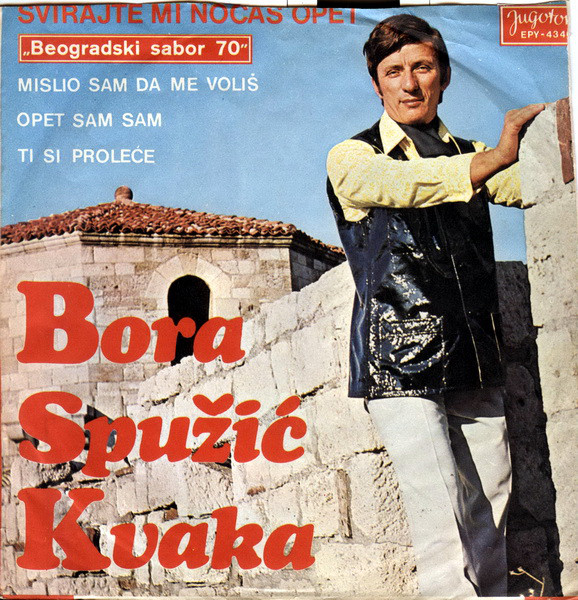 SVIRAJTE MI NOĆAS OPET
Jugoton
EPY-434
„Beogradski sabor 70"
MISLIO SAM DA ME VOLIŠ
OPET SAM SAM
TI SI PROLEĆE
Bora
Spužić
Kvaka